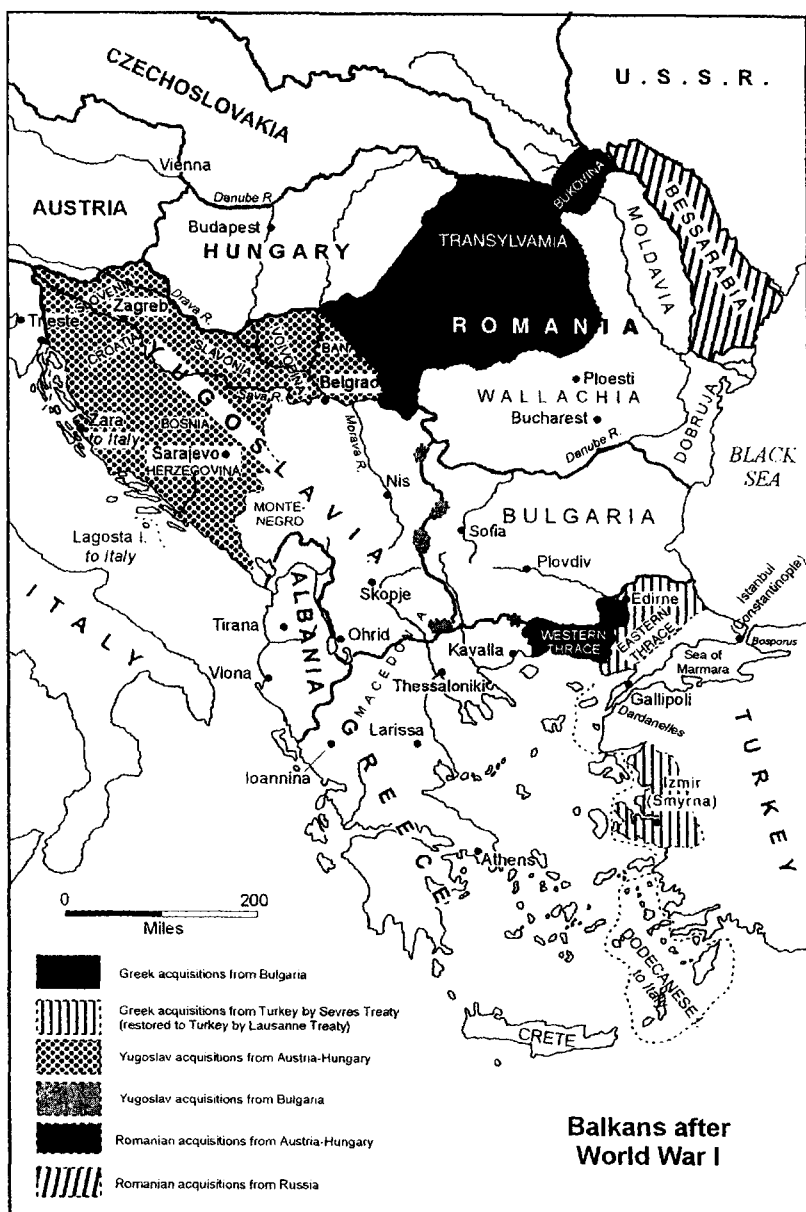 CZECHOSLOVAKIA
U.S.S.R.
Vienna
AUSTRIA
Danube R.
Budapest
HUNGARY
BUKOVINA
BESSARABIA
TRANSYLVAMIA
MOLDAVIA
ROMANIA
SLOVENIA
Zagreb
Drava R.
Trieste
CROATIA
SLAVONIA
VOJVODINA
BAN
YUGOSLAVIA
Sava R.
Belgrad
Ploesti
WALLACHIA
Bucharest
DOBRUJA
Zara
to Italy
BOSNIA
Sarajevo
HERZEGOVINA
Morava R.
Danube R.
BLACK
SEA
Nis
MONTE-
NEGRO
BULGARIA
Sofia
Lagosta I.
to Italy
Plovdiv
ITALY
Skopje
Edirne
Istanbul
(Constantinople)
ALBANIA
Tirana
Ohrid
WESTERN
THRACE
EASTERN
THRACE
Bosporus
Sea of
Marmara
Kavalla
MACEDONIA
Vlona
Thessaloniki
Gallipoli
Dardanelles
TURKEY
GREECE
Larissa
Ioannina
Izmir
(Smyrna)
Athens
0 200
Miles
DODECANESE
to Italy
CRETE
Greek acquisitions from Bulgaria
Greek acquisitions from Turkey by Sevres Treaty
(restored to Turkey by Lausanne Treaty)
Yugoslav acquisitions from Austria-Hungary
Yugoslav acquisitions from Bulgaria
Romanian acquisitions from Austria-Hungary
Romanian acquisitions from Russia
Balkans after
World War I